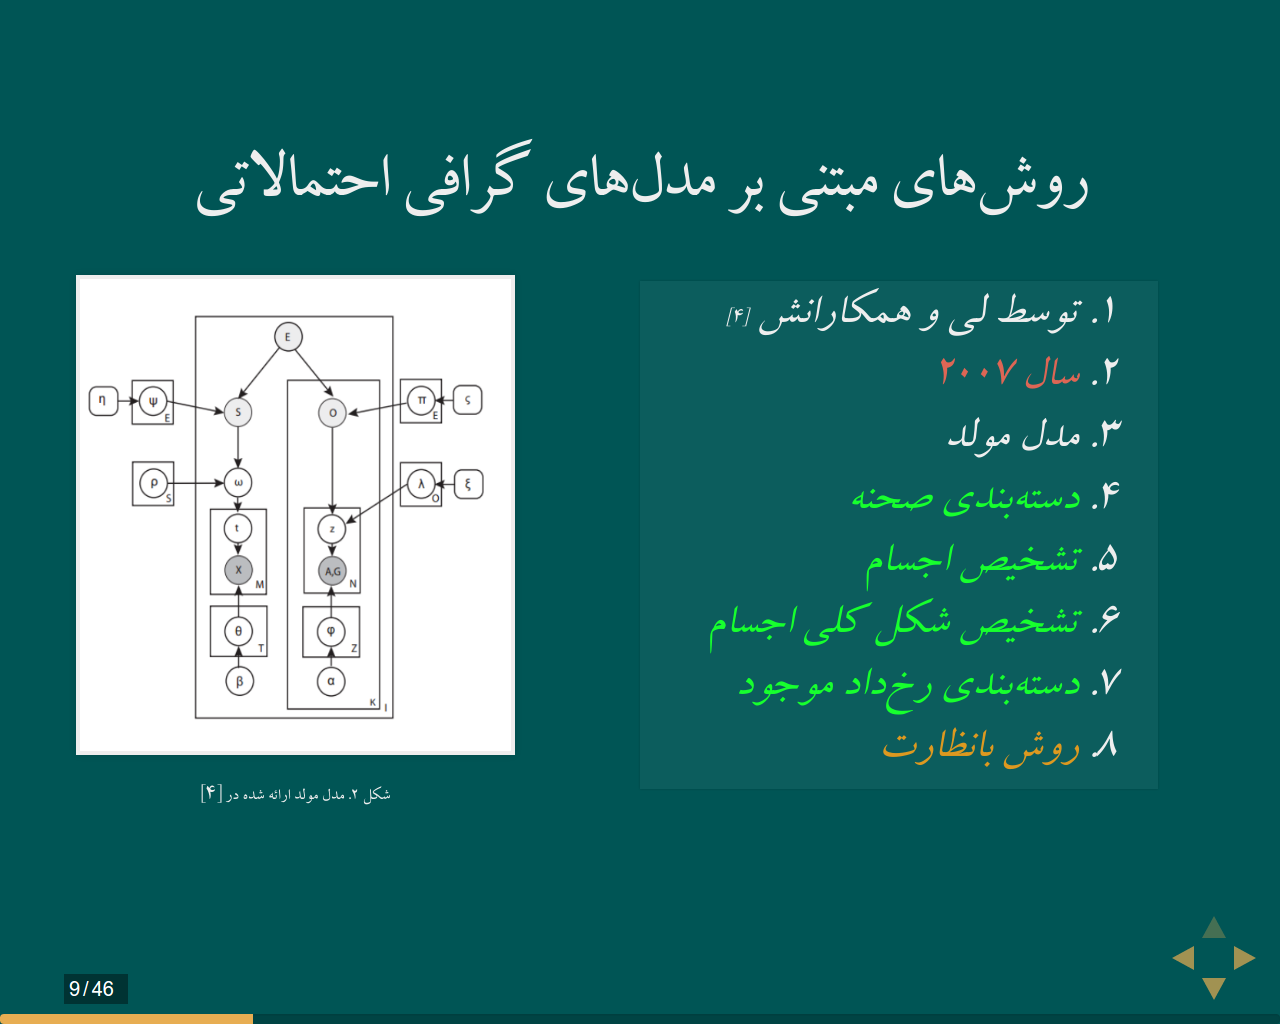 روش‌های مبتنی بر مدل‌های گرافی احتمالاتی
۱. توسط لی و همکارانش [۴]
۲. سال ۲۰۰۷
۳. مدل مولد
۴. دسته‌بندی صحنه
۵. تشخیص اجسام
۶. تشخیص شکل کلی اجسام
۷. دسته‌بندی رخ‌داد موجود
۸. روش بانظارت
E
η ψ E S O π E ς
ρ S ω λ O ξ
t z
X M A,G N
θ T φ Z
β α K I
شکل ۲. مدل مولد ارائه شده در [۴]
9/46